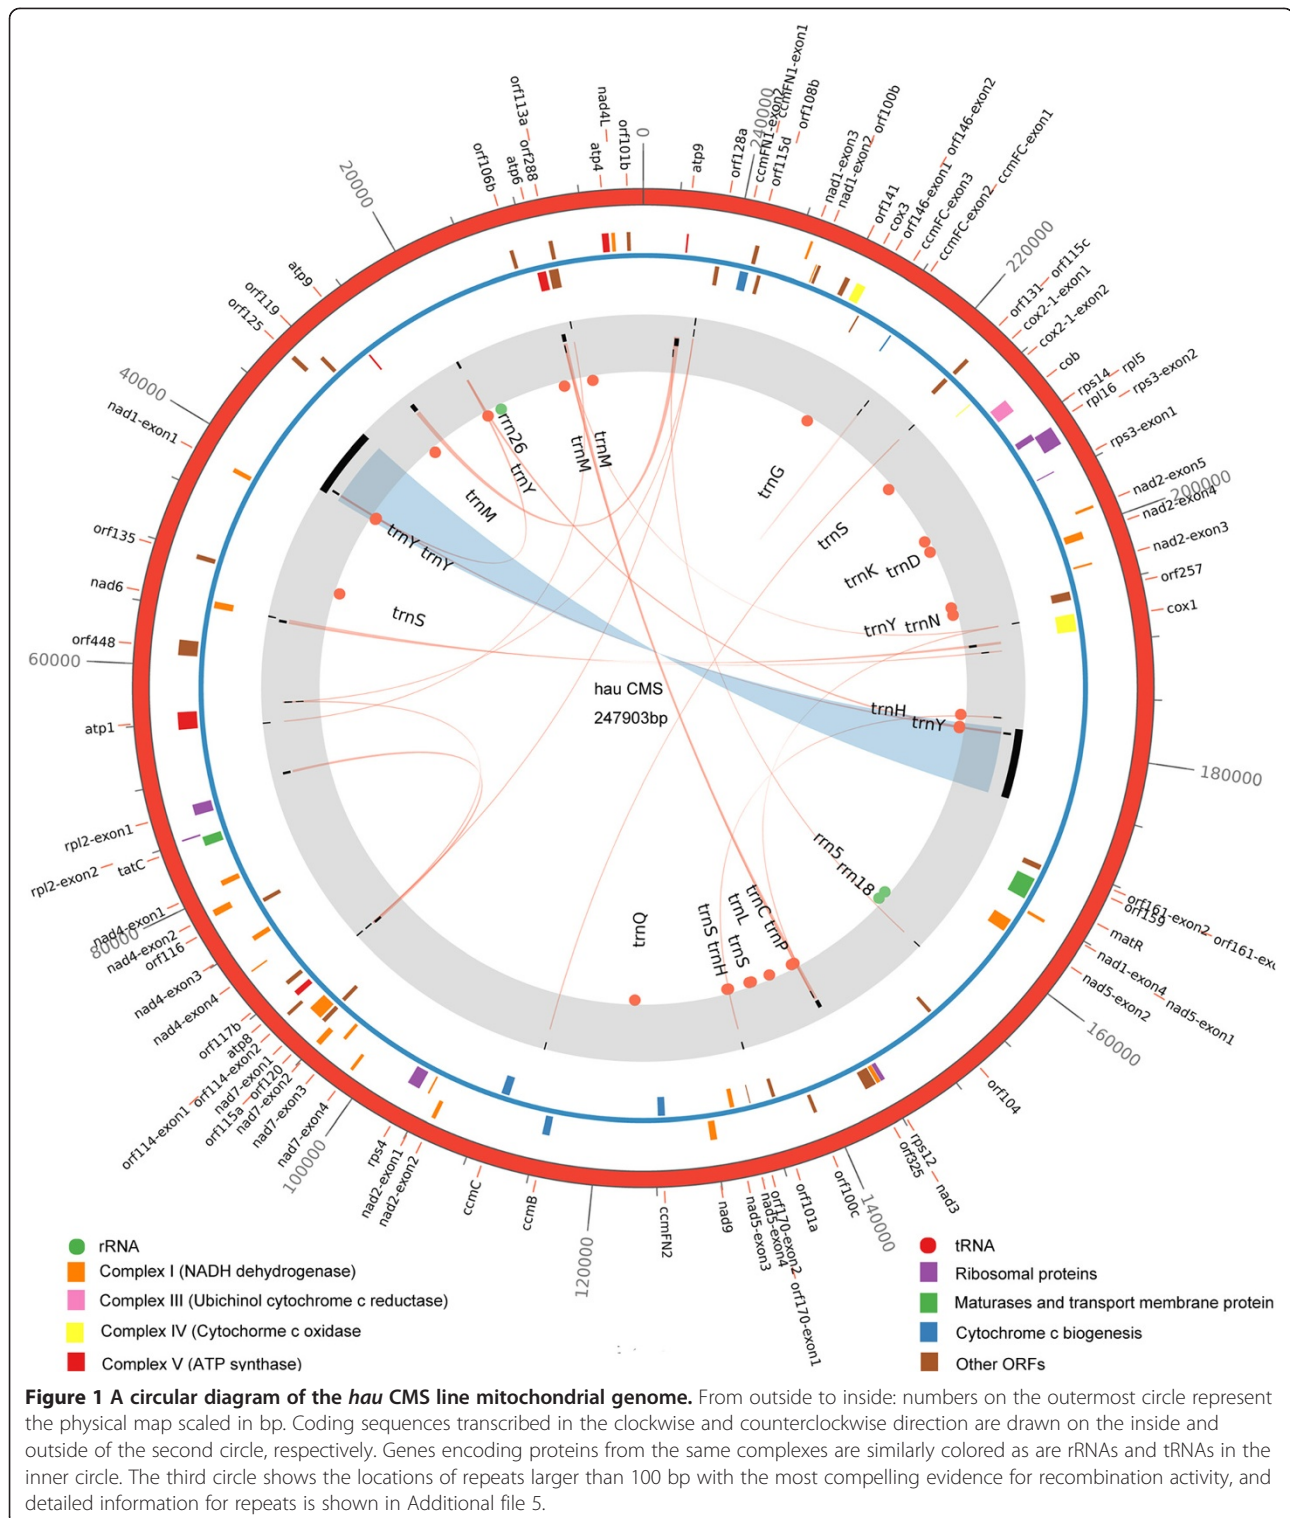 0
atp9
orf128a
240000
ccmFN1-exon2
ccmFN1-exon1
orf115d
orf108b
nad1-exon3
nad1-exon2
orf100b
orf141
cox3
orf146-exon1
orf146-exon2
ccmFC-exon3
ccmFC-exon2
ccmFC-exon1
220000
orf131
orf115c
cox2-1-exon1
cox2-1-exon2
cob
rps14
rpl5
rpl16
rps3-exon2
rps3-exon1
nad2-exon5
200000
nad2-exon4
nad2-exon3
orf257
cox1
180000
orf161-exon2
orf159
matR
nad1-exon4
nad5-exon2
nad5-exon1
160000
orf104
rps12
orf325
nad3
140000
orf100c
orf101a
orf170-exon2
nad5-exon4
nad5-exon3
orf170-exon1
nad9
ccmFN2
120000
ccmB
ccmC
nad2-exon2
nad2-exon1
rps4
100000
nad7-exon4
nad7-exon3
nad7-exon2
orf120
orf115a
nad7-exon1
orf114-exon2
orf114-exon1
atp8
orf117b
nad4-exon4
nad4-exon3
orf116
nad4-exon2
80000
nad4-exon1
tatC
rpl2-exon2
rpl2-exon1
atp1
60000
orf448
nad6
orf135
nad1-exon1
40000
orf125
orf119
atp9
20000
orf106b
atp6
orf288
orf113a
atp4
nad4L
orf101b
rrn26
trnY
trnM
trnM
trnM
trnY
trnY
trnS
trnG
trnS
trnK
trnD
trnY
trnN
trnH
trnY
rrn5
rrn18
trnC
trnP
trnL
trnS
trnS
trnH
trnQ
hau CMS
247903bp
rRNA
Complex I (NADH dehydrogenase)
Complex III (Ubichinol cytochrome c reductase)
Complex IV (Cytochorme c oxidase
Complex V (ATP synthase)
tRNA
Ribosomal proteins
Maturases and transport membrane protein
Cytochrome c biogenesis
Other ORFs
Figure 1 A circular diagram of the hau CMS line mitochondrial genome. From outside to inside: numbers on the outermost circle represent
the physical map scaled in bp. Coding sequences transcribed in the clockwise and counterclockwise direction are drawn on the inside and
outside of the second circle, respectively. Genes encoding proteins from the same complexes are similarly colored as are rRNAs and tRNAs in the
inner circle. The third circle shows the locations of repeats larger than 100 bp with the most compelling evidence for recombination activity, and
detailed information for repeats is shown in Additional file 5.